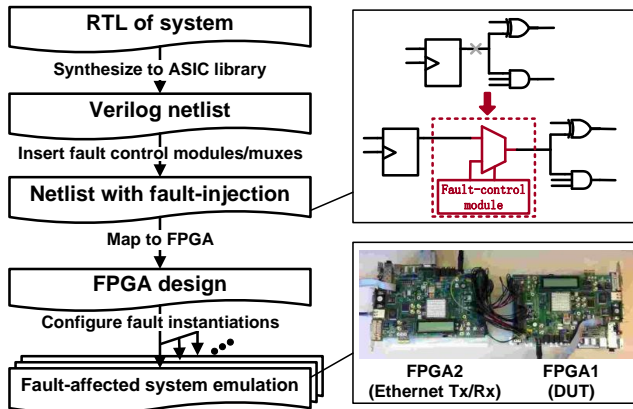 RTL of system
Synthesize to ASIC library
Verilog netlist
Insert fault control modules/muxes
Netlist with fault-injection
Map to FPGA
FPGA design
Configure fault instantiations
Fault-affected system emulation
Fault-control
module
FPGA2
(Ethernet Tx/Rx)
FPGA1
(DUT)